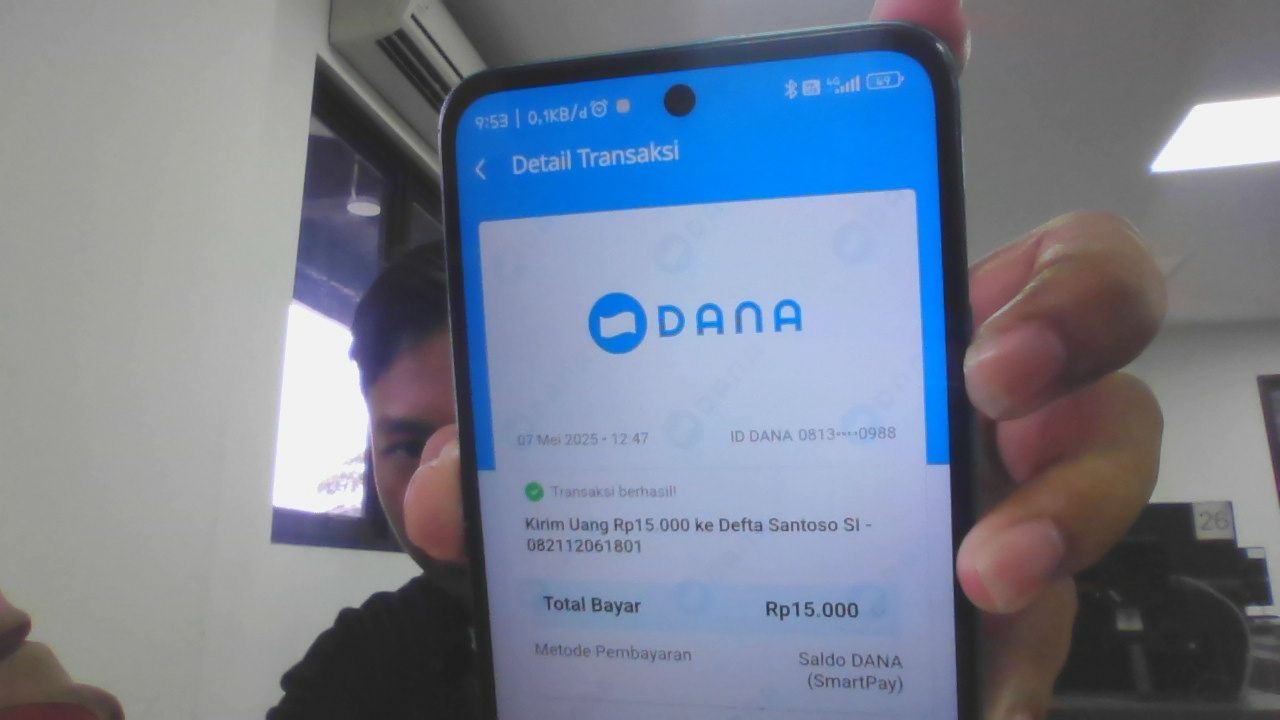 9:53 | 0,1KB/d
4G 69
Detail Transaksi
DANA
07 Mei 2025 • 12.47
ID DANA 0813••••0988
Transaksi berhasil!
Kirim Uang Rp15.000 ke Defta Santoso SI -
082112061801
Total Bayar Rp15.000
Metode Pembayaran
Saldo DANA
(SmartPay)
26